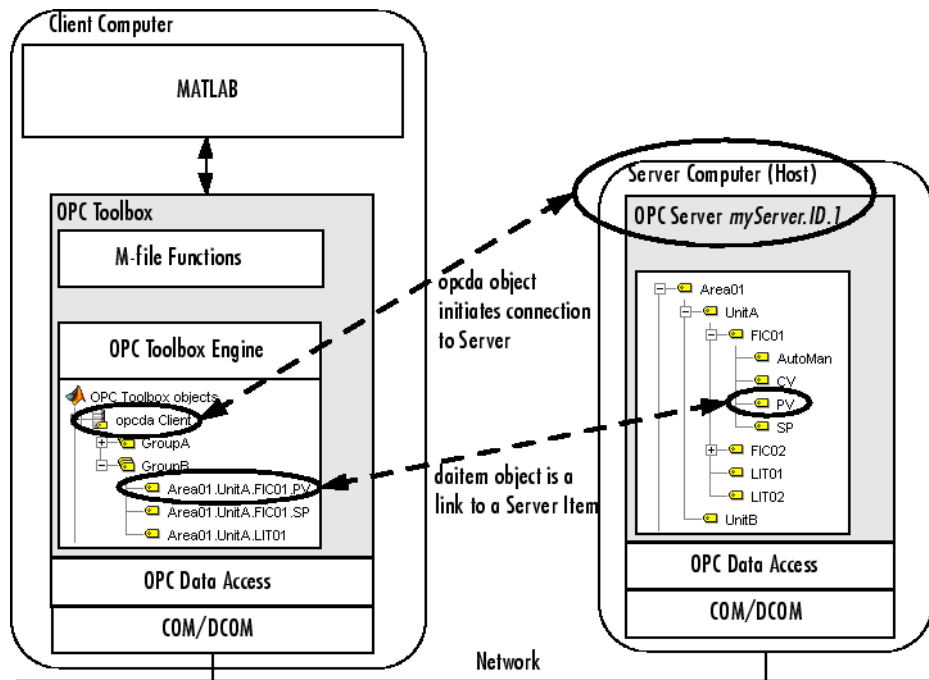 Client Computer
MATLAB
OPC Toolbox
M-file Functions
OPC Toolbox Engine
OPC Toolbox objects
opcda Client
GroupA
GroupB
Area01.UnitA.FIC01.PV
Area01.UnitA.FIC01.SP
Area01.UnitA.LIT01
OPC Data Access
COM/DCOM
opcda object
initiates connection
to Server
daitem object is a
link to a Server Item
Server Computer (Host)
OPC Server myServer.ID.1
Area01
UnitA
FIC01
AutoMan
CV
PV
SP
FIC02
LIT01
LIT02
UnitB
OPC Data Access
COM/DCOM
Network